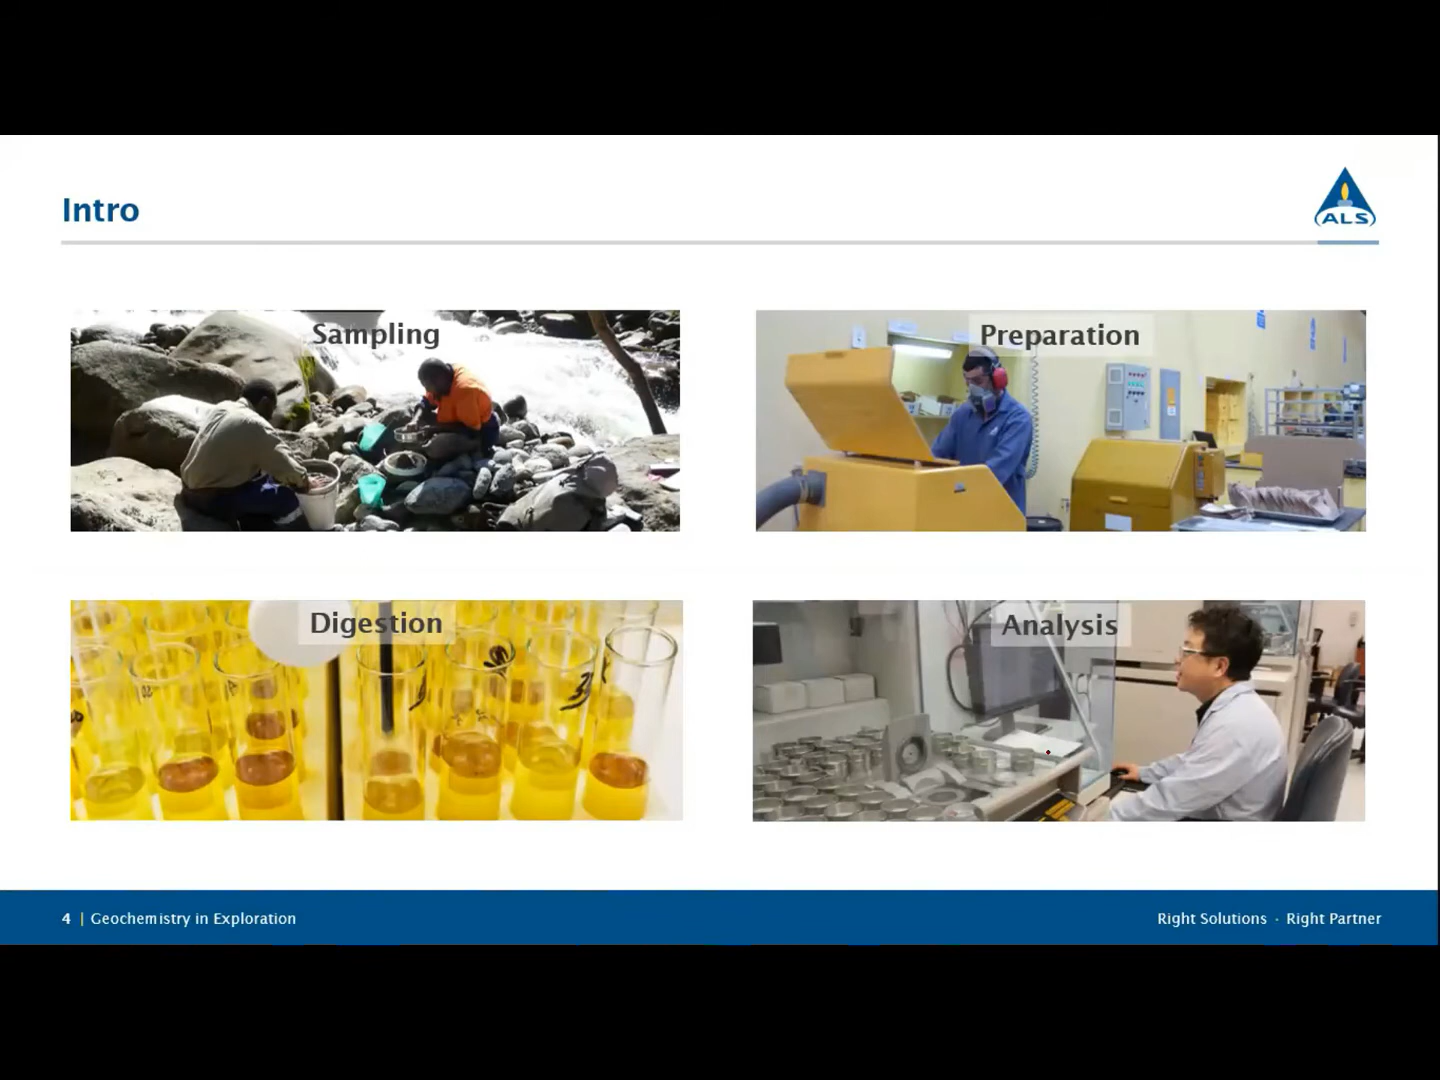 Intro
ALS
Sampling
Preparation
Digestion
Analysis
4 | Geochemistry in Exploration
Right Solutions · Right Partner